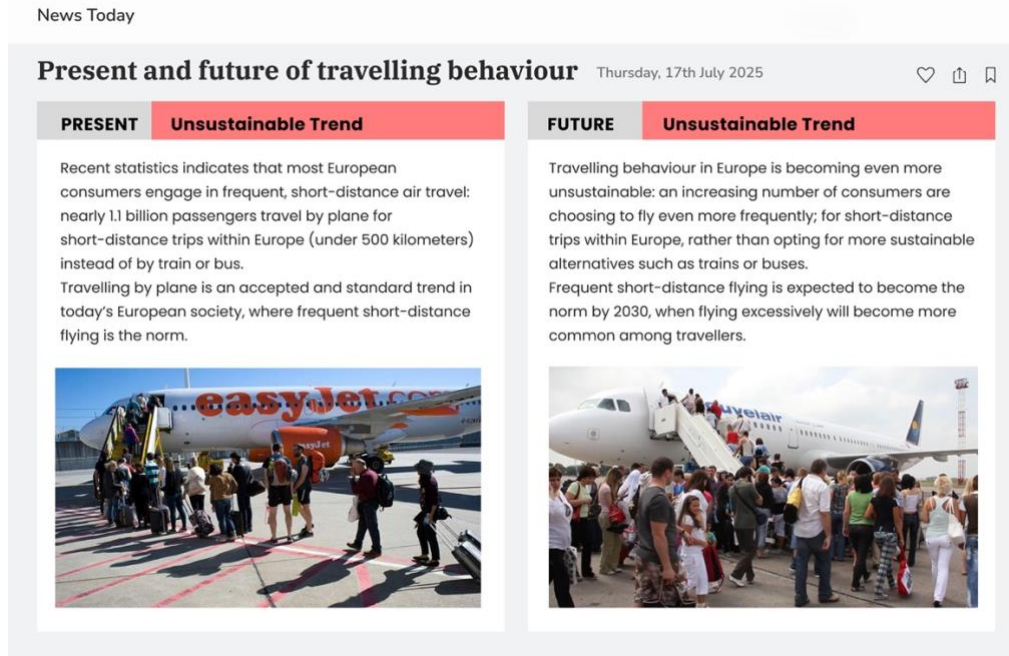 News Today
Present and future of travelling behaviour
Thursday, 17th July 2025
PRESENT
Unsustainable Trend
Recent statistics indicates that most European
consumers engage in frequent, short-distance air travel:
nearly 1.1 billion passengers travel by plane for
short-distance trips within Europe (under 500 kilometers)
instead of by train or bus.
Travelling by plane is an accepted and standard trend in
today's European society, where frequent short-distance
flying is the norm.
easyJet.com
easyJet
FUTURE
Unsustainable Trend
Travelling behaviour in Europe is becoming even more
unsustainable: an increasing number of consumers are
choosing to fly even more frequently; for short-distance
trips within Europe, rather than opting for more sustainable
alternatives such as trains or buses.
Frequent short-distance flying is expected to become the
norm by 2030, when flying excessively will become more
common among travellers.
ouvelair